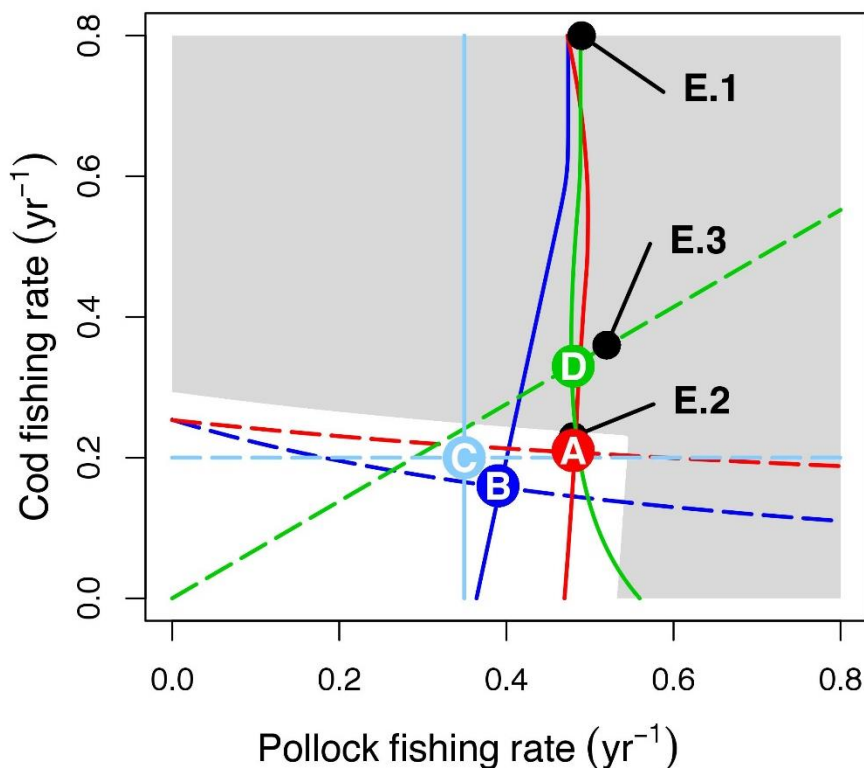 0.8
0.6
0.4
0.2
0.0
Cod fishing rate (yr⁻¹)
E.1
E.3
D
E.2
A
C
B
0.0 0.2 0.4 0.6 0.8
Pollock fishing rate (yr⁻¹)